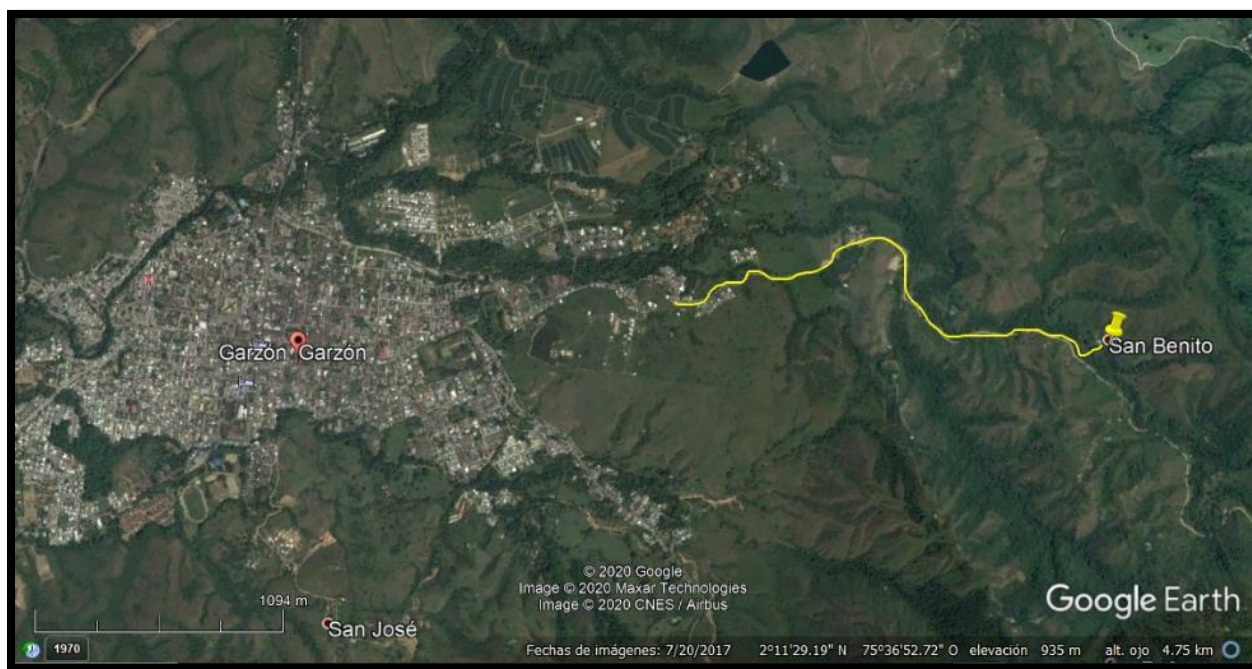 Garzón Garzón
San Benito
© 2020 Google
Image © 2020 Maxar Technologies
Image © 2020 CNES / Airbus
Google Earth
1094 m
San José
1970
Fechas de imágenes: 7/20/2017 2°11'29.19" N 75°36'52.72" O elevación 935 m alt. ojo 4.75 km